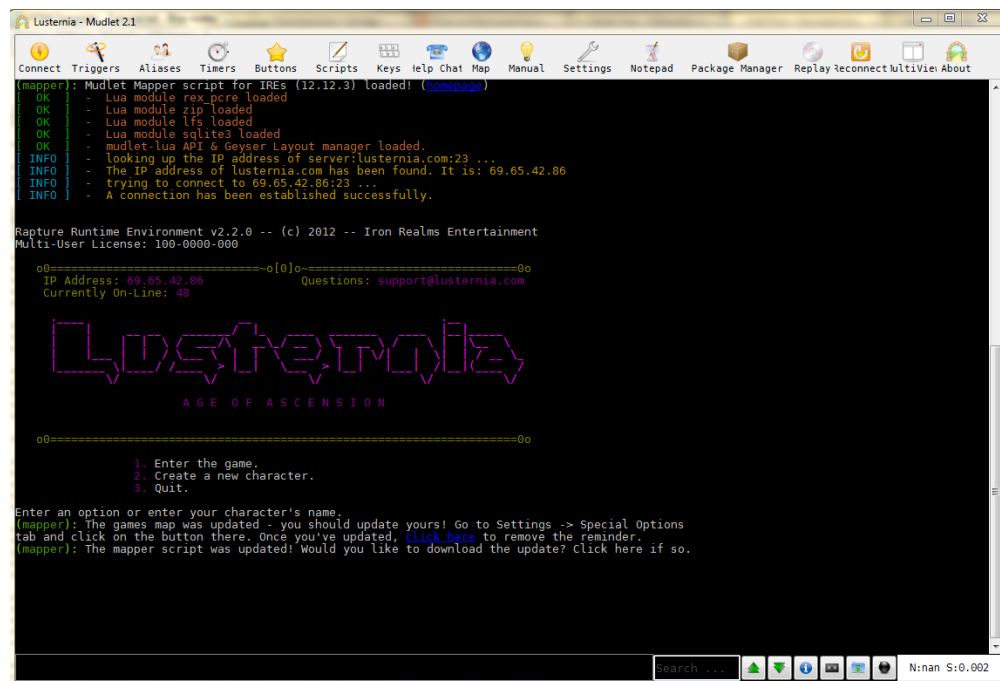 Lusternia - Mudlet 2.1
Connect Triggers Aliases Timers Buttons Scripts Keys Help Chat Map Manual Settings Notepad Package Manager Replay Reconnect MultiView About
(mapper): Mudlet Mapper script for IREs (12.12.3) loaded! (homepage)
[ OK ] - Lua module rex_pcre loaded
[ OK ] - Lua module zip loaded
[ OK ] - Lua module lfs loaded
[ OK ] - Lua module sqlite3 loaded
[ OK ] - mudlet-lua API & Geyser Layout manager loaded.
[ INFO ] - looking up the IP address of server:lusternia.com:23 ...
[ INFO ] - The IP address of lusternia.com has been found. It is: 69.65.42.86
[ INFO ] - trying to connect to 69.65.42.86:23 ...
[ INFO ] - A connection has been established successfully.
Rapture Runtime Environment v2.2.0 -- (c) 2012 -- Iron Realms Entertainment
Multi-User License: 100-0000-000
o0==============================~o[0]o~==============================0o
IP Address: 69.65.42.86 Questions: support@lusternia.com
Currently On-Line: 48
Lusternia
A G E O F A S C E N S I O N
o0===================================================================0o
1. Enter the game.
2. Create a new character.
3. Quit.
Enter an option or enter your character's name.
(mapper): The games map was updated - you should update yours! Go to Settings -> Special Options
tab and click on the button there. Once you've updated, click here to remove the reminder.
(mapper): The mapper script was updated! Would you like to download the update? Click here if so.
Search ...
N:nan S:0.002